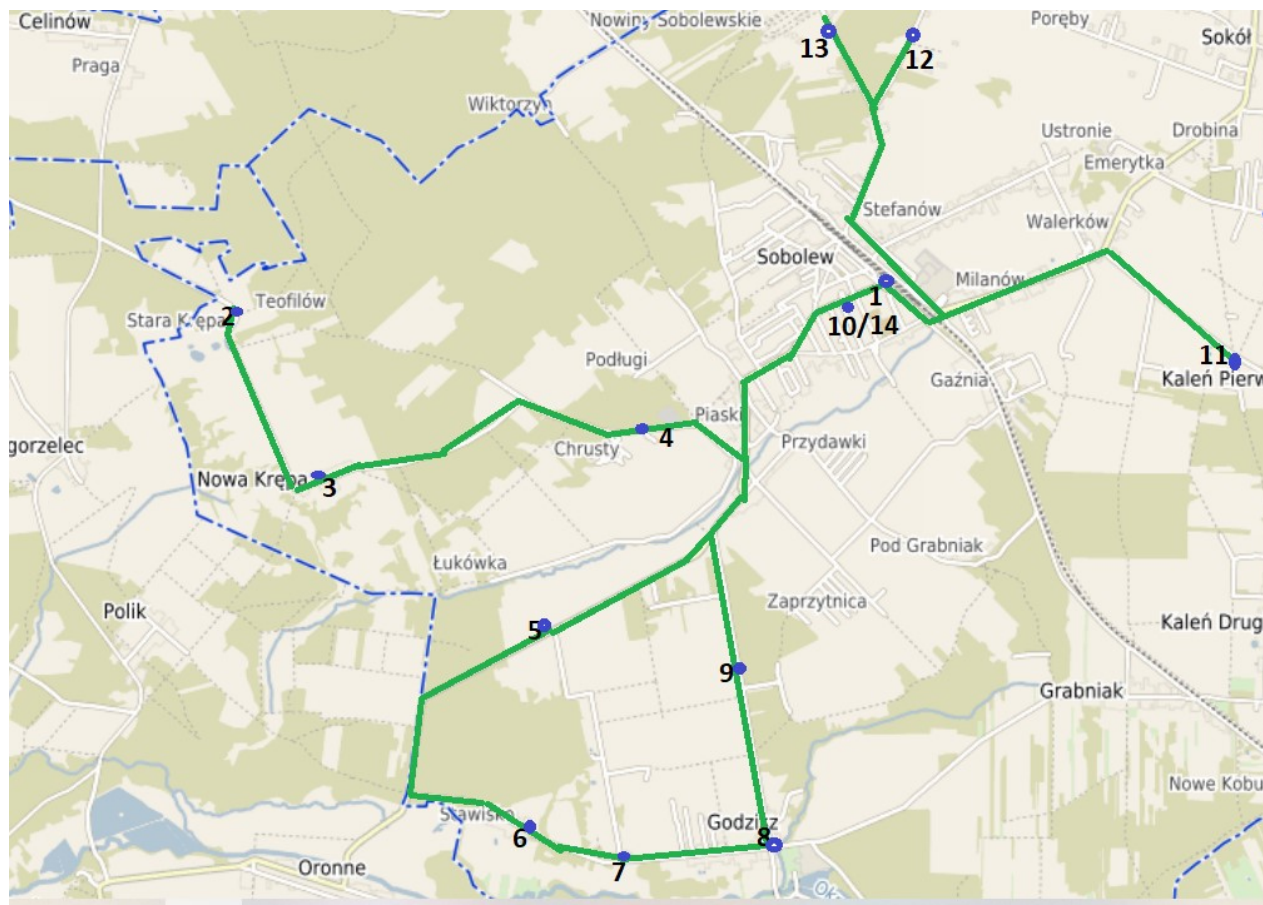 Celinów
Nowiny Sobolewskie
Poręby
Sokół
13
12
Praga
Wiktorzyn
Ustronie
Drobina
Emerytka
Stefanów
Walerków
Sobolew
Milanów
1
Teofilów
2
Stara Krępa
10/14
11
Podługi
Gaźnia
Kaleń Pierw
Piaski
4
Chrusty
Przydawki
gorzelec
Nowa Krępa
3
Pod Grabniak
Łukówka
Zaprzytnica
Polik
5
Kaleń Drug
9
Grabniak
Nowe Kobu
Stawisko
6
Godzisz
8
7
Oronne